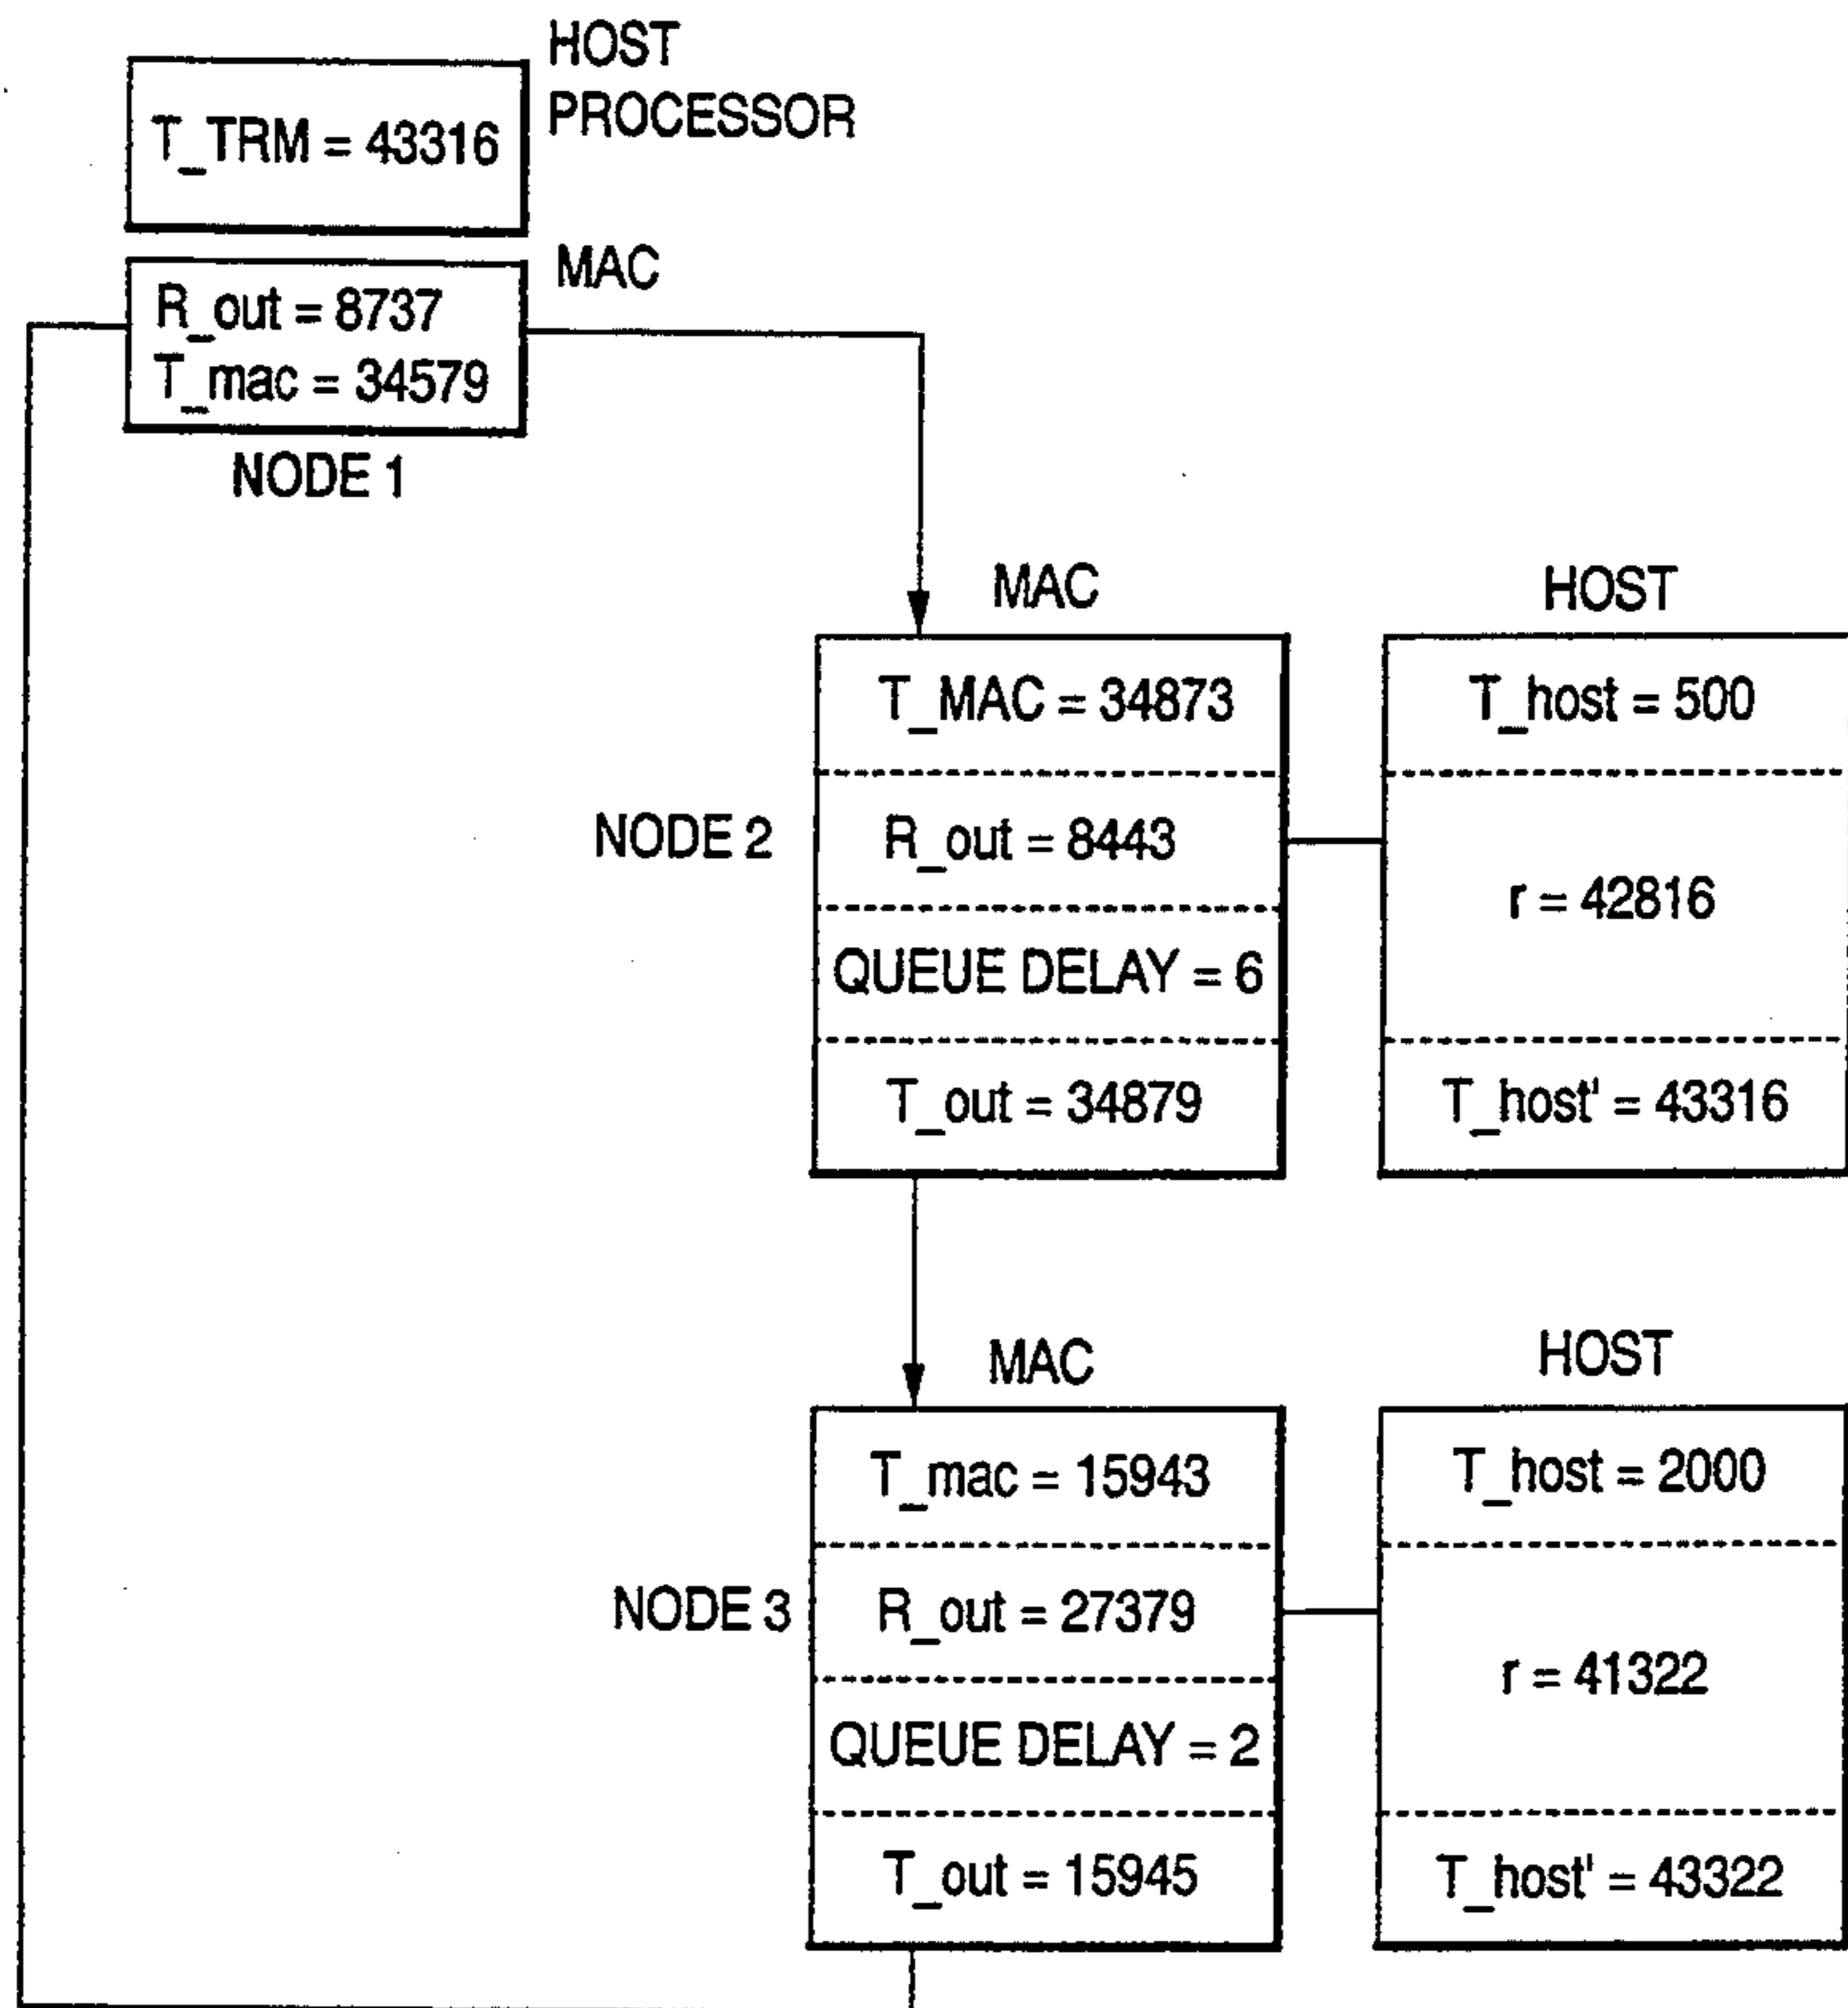 HOST
PROCESSOR
T_TRM = 43316
MAC
R_out = 8737
T_mac = 34579
NODE 1
MAC
HOST
T_MAC = 34873
T_host = 500
NODE 2
R_out = 8443
r = 42816
QUEUE DELAY = 6
T_out = 34879
T_host' = 43316
MAC
HOST
T_mac = 15943
T_host = 2000
NODE 3
R_out = 27379
r = 41322
QUEUE DELAY = 2
T_out = 15945
T_host' = 43322